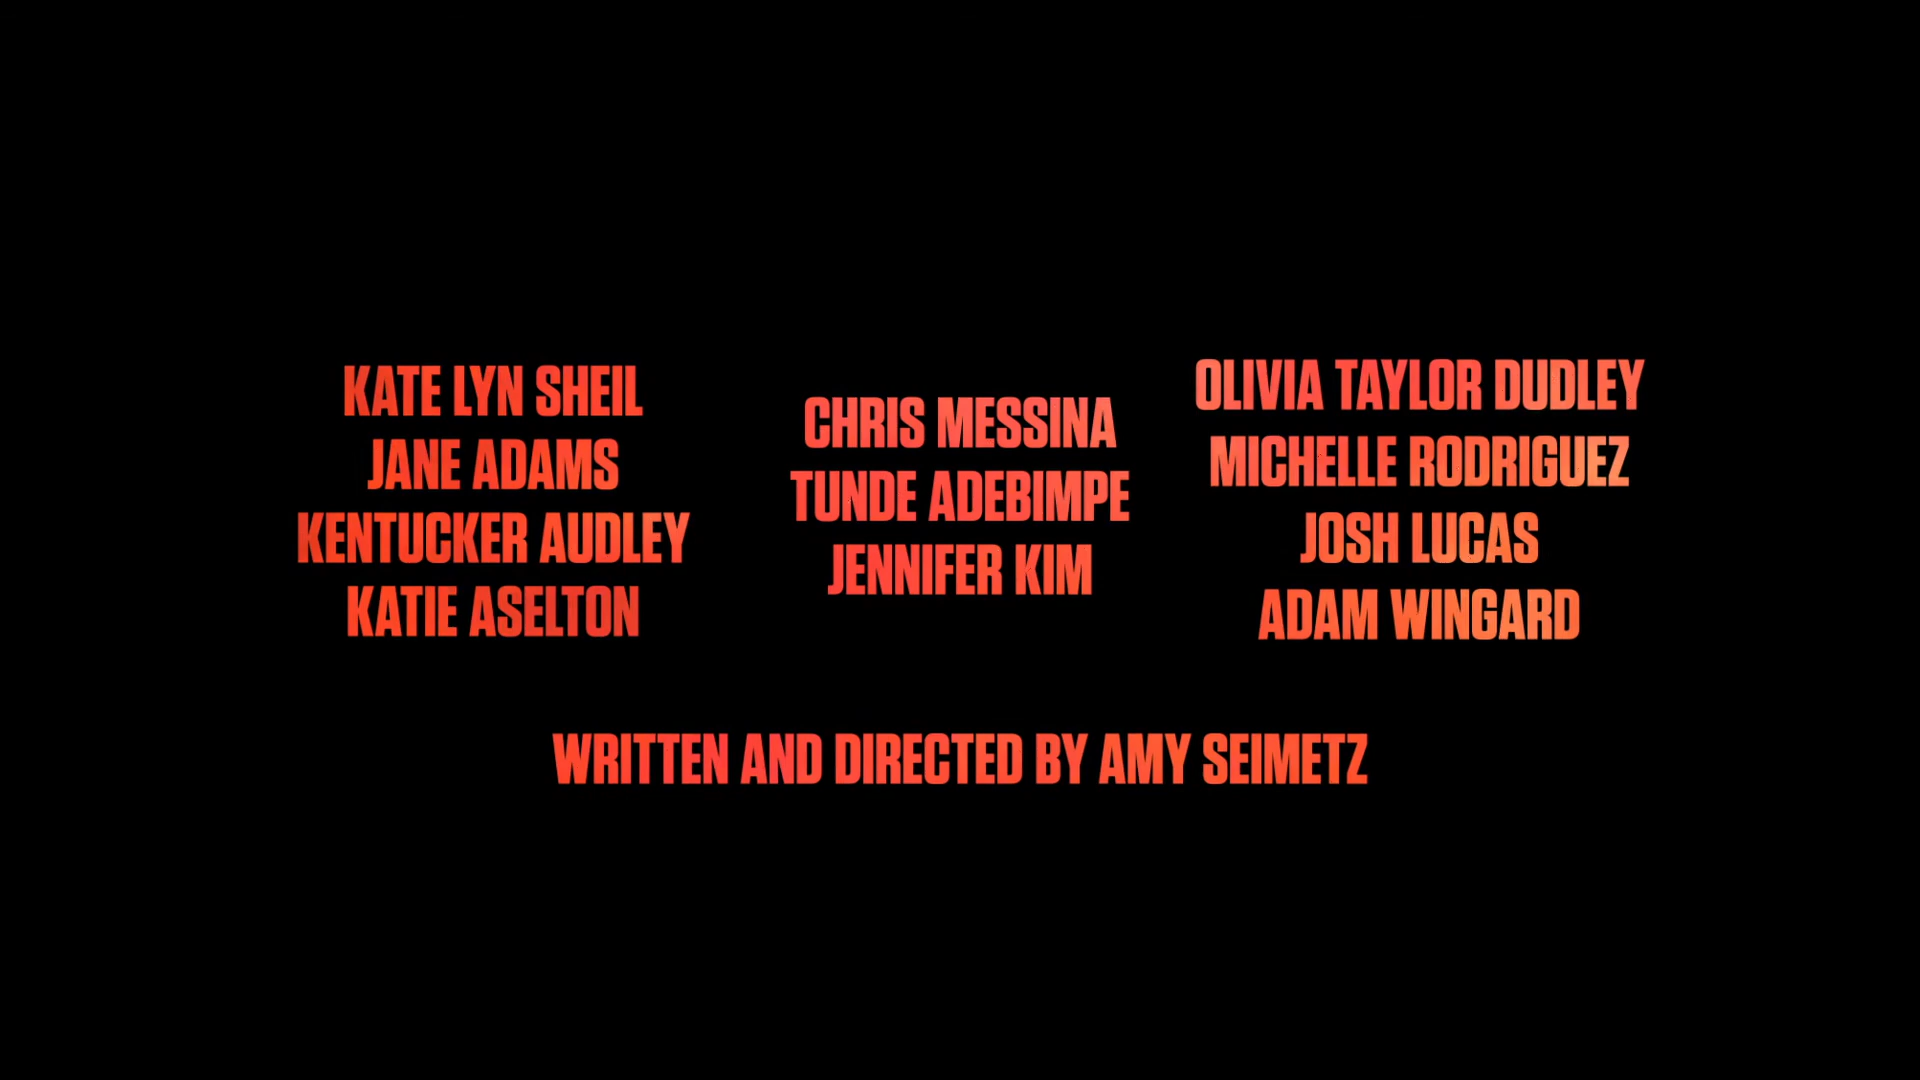 KATE LYN SHEIL
JANE ADAMS
KENTUCKER AUDLEY
KATIE ASELTON
CHRIS MESSINA
TUNDE ADEBIMPE
JENNIFER KIM
OLIVIA TAYLOR DUDLEY
MICHELLE RODRIGUEZ
JOSH LUCAS
ADAM WINGARD
WRITTEN AND DIRECTED BY AMY SEIMETZ